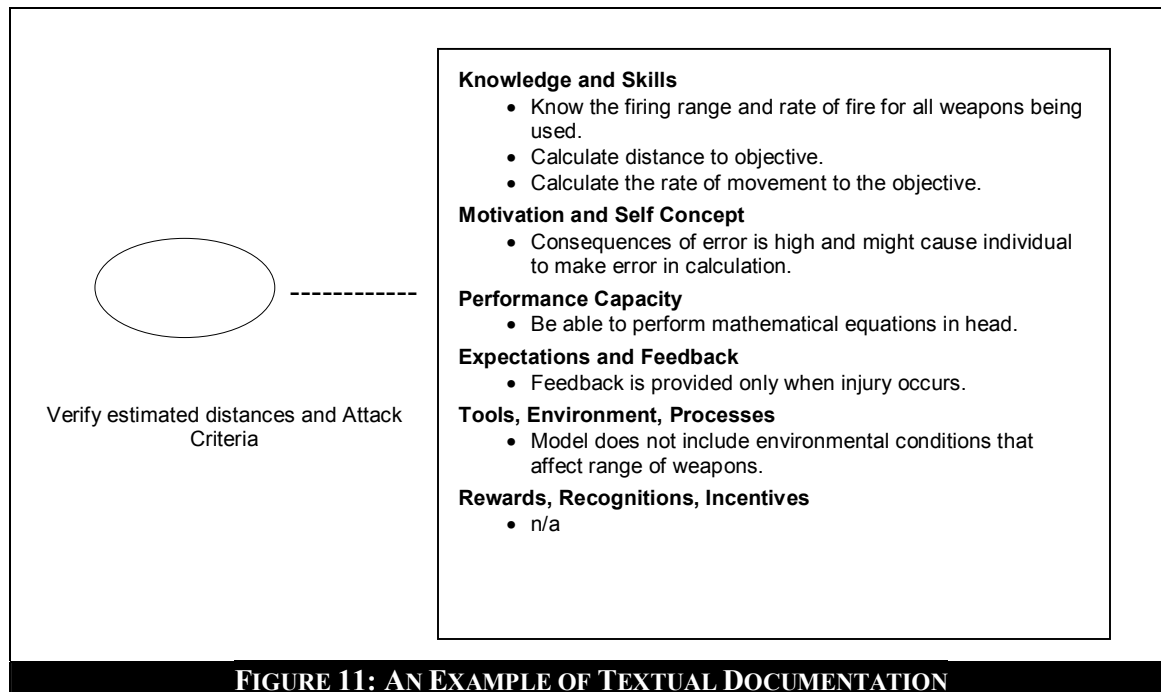 Knowledge and Skills
• Know the firing range and rate of fire for all weapons being
used.
• Calculate distance to objective.
• Calculate the rate of movement to the objective.
Motivation and Self Concept
• Consequences of error is high and might cause individual
to make error in calculation.
Performance Capacity
• Be able to perform mathematical equations in head.
Expectations and Feedback
• Feedback is provided only when injury occurs.
Tools, Environment, Processes
• Model does not include environmental conditions that
affect range of weapons.
Rewards, Recognitions, Incentives
• n/a
Verify estimated distances and Attack
Criteria
FIGURE 11: AN EXAMPLE OF TEXTUAL DOCUMENTATION